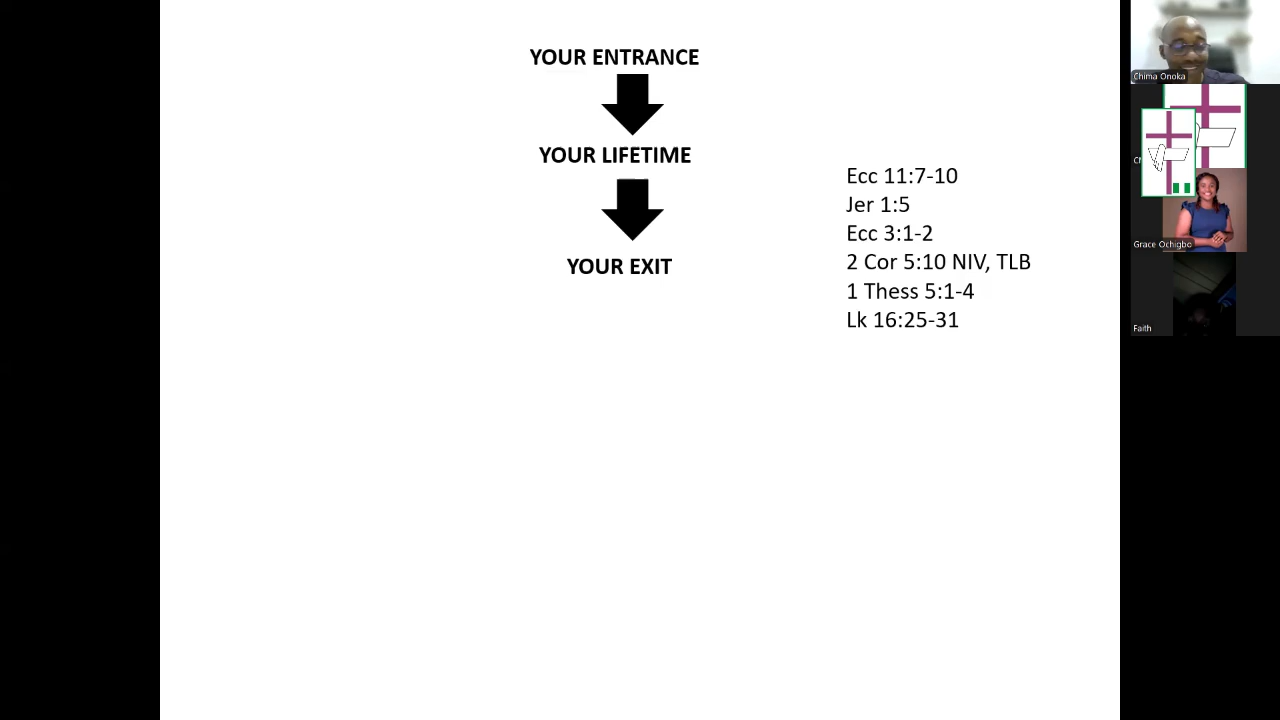 YOUR ENTRANCE
YOUR LIFETIME
YOUR EXIT
Ecc 11:7-10
Jer 1:5
Ecc 3:1-2
2 Cor 5:10 NIV, TLB
1 Thess 5:1-4
Lk 16:25-31
Chima Onoka
Grace Ochigbo
Faith